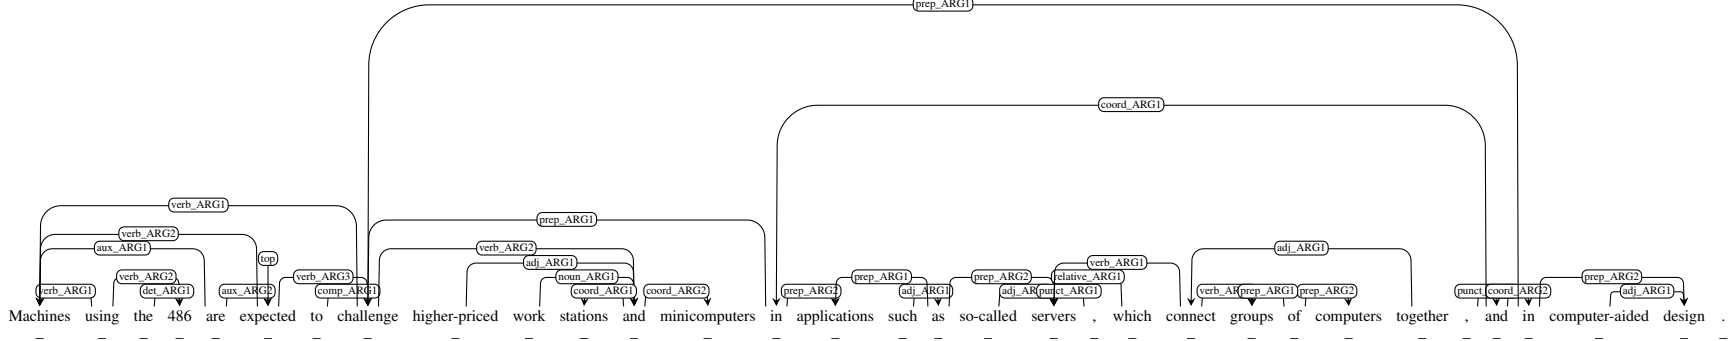 prep_ARG1
coord_ARG1
verb_ARG1 prep_ARG1
verb_ARG2 verb_ARG2 adj_ARG1
aux_ARG1 top adj_ARG1 verb_ARG1
verb_ARG2 verb_ARG3 noun_ARG1 prep_ARG1 prep_ARG2 relative_ARG1 prep_ARG2
verb_ARG1 det_ARG1 aux_ARG2 comp_ARG1 coord_ARG1 coord_ARG2 prep_ARG2 adj_ARG1 punct_ARG1 prep_ARG1 prep_ARG2 coord_ARG2 adj_ARG1
Machines using the 486 are expected to challenge higher-priced work stations and minicomputers in applications such as so-called servers , which connect groups of computers together , and in computer-aided design .
_ _ _ _ _ _ _ _ _ _ _ _ _ _ _ _ _ _ _ _ _ _ _ _ _ _ _ _ _ _ _ _